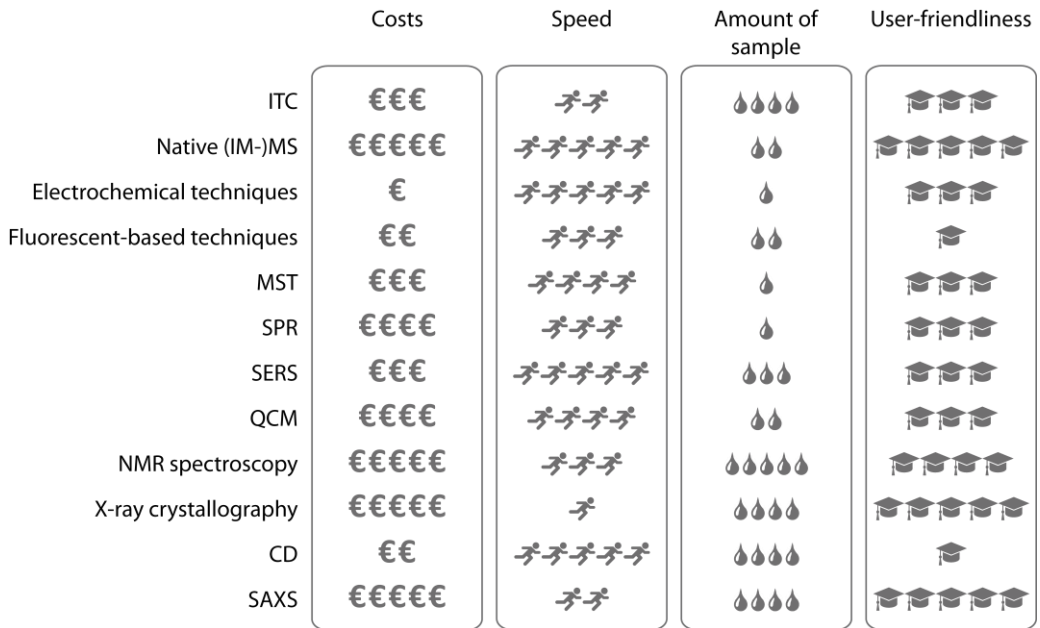 Costs
Speed
Amount of
sample
User-friendliness
ITC €€€
Native (IM-)MS €€€€€
Electrochemical techniques €
Fluorescent-based techniques €€
MST €€€
SPR €€€€
SERS €€€
QCM €€€€
NMR spectroscopy €€€€€
X-ray crystallography €€€€€
CD €€
SAXS €€€€€